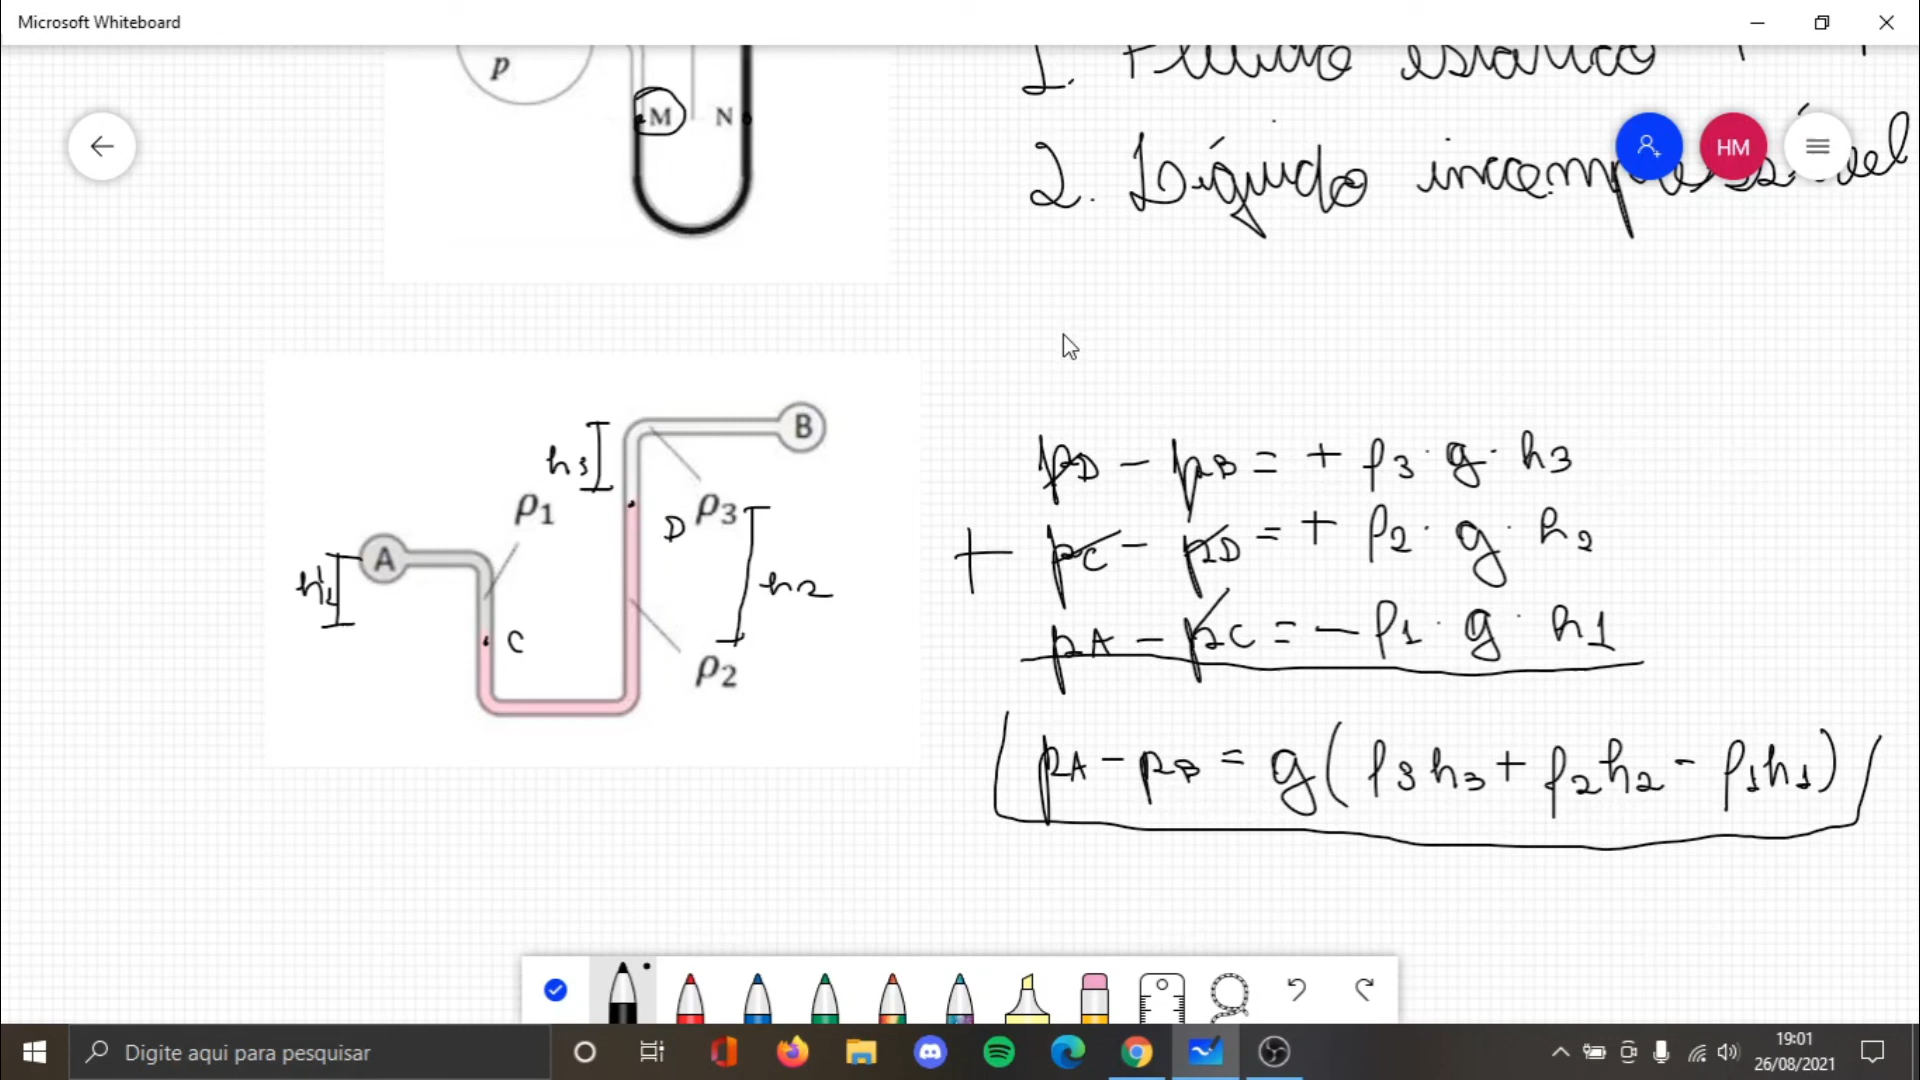 Microsoft Whiteboard
p
M N
1. Fluido estático
2. Líquido incompressível
HM
B
h3
ρ1
D ρ3
A
h1
h2
C
ρ2
pD - pB = + ρ3 · g · h3
+ pC - pD = + ρ2 · g · h2
pA - pC = - ρ1 · g · h1
pA - pB = g(ρ3h3 + ρ2h2 - ρ1h1)
Digite aqui para pesquisar
19:01
26/08/2021